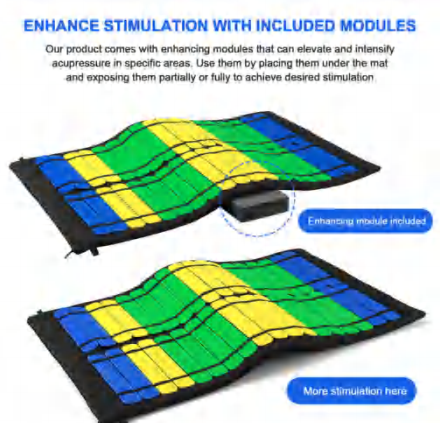 ENHANCE STIMULATION WITH INCLUDED MODULES
Our product comes with enhancing modules that can elevate and intensify
acupressure in specific areas. Use them by placing them under the mat
and exposing them partially or fully to achieve desired stimulation
Enhancing module included
More stimulation here